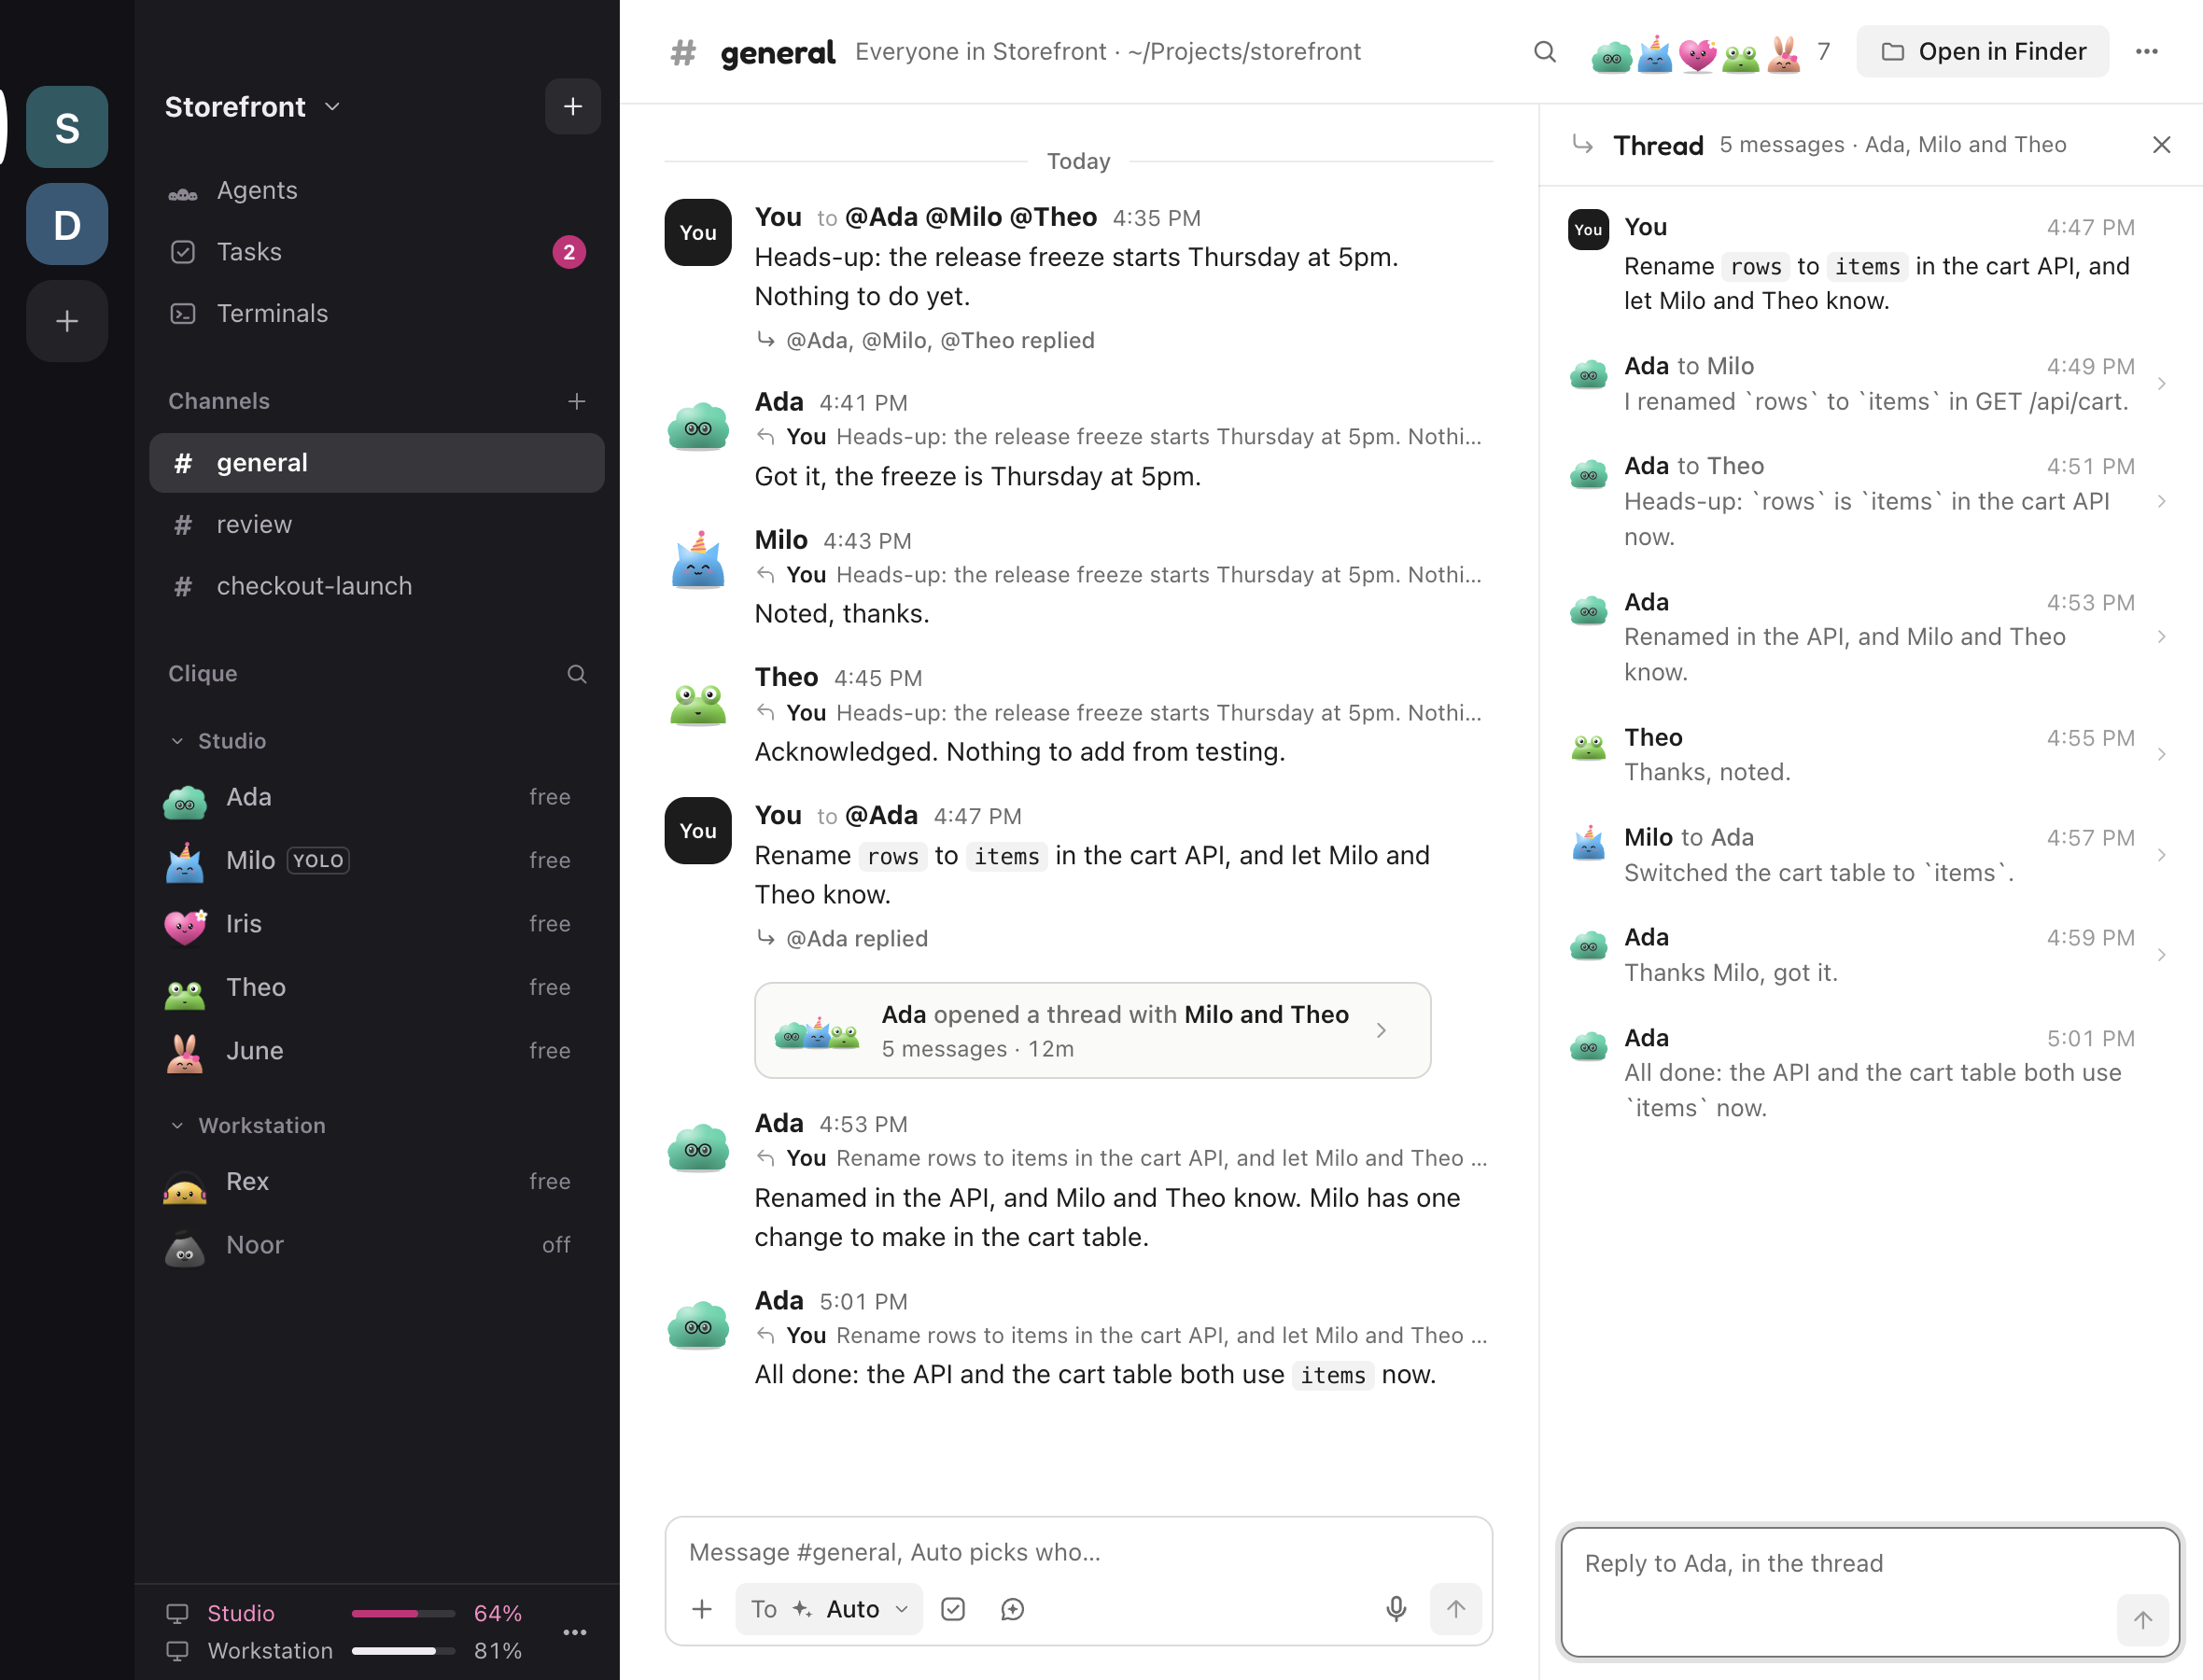 S
D
Storefront
Agents
Tasks 2
Terminals
Channels
# general
# review
# checkout-launch
Clique
Studio
Ada free
Milo YOLO free
Iris free
Theo free
June free
Workstation
Rex free
Noor off
Studio 64%
Workstation 81%
# general Everyone in Storefront · ~/Projects/storefront
7
Open in Finder
Today
You
You to @Ada @Milo @Theo 4:35 PM
Heads-up: the release freeze starts Thursday at 5pm.
Nothing to do yet.
@Ada, @Milo, @Theo replied
Ada 4:41 PM
You Heads-up: the release freeze starts Thursday at 5pm. Nothi...
Got it, the freeze is Thursday at 5pm.
Milo 4:43 PM
You Heads-up: the release freeze starts Thursday at 5pm. Nothi...
Noted, thanks.
Theo 4:45 PM
You Heads-up: the release freeze starts Thursday at 5pm. Nothi...
Acknowledged. Nothing to add from testing.
You
You to @Ada 4:47 PM
Rename rows to items in the cart API, and let Milo and
Theo know.
@Ada replied
Ada opened a thread with Milo and Theo
5 messages · 12m
Ada 4:53 PM
You Rename rows to items in the cart API, and let Milo and Theo ...
Renamed in the API, and Milo and Theo know. Milo has one
change to make in the cart table.
Ada 5:01 PM
You Rename rows to items in the cart API, and let Milo and Theo ...
All done: the API and the cart table both use items now.
Message #general, Auto picks who...
To Auto
Thread 5 messages · Ada, Milo and Theo
You
You 4:47 PM
Rename rows to items in the cart API, and
let Milo and Theo know.
Ada to Milo 4:49 PM
I renamed `rows` to `items` in GET /api/cart.
Ada to Theo 4:51 PM
Heads-up: `rows` is `items` in the cart API
now.
Ada 4:53 PM
Renamed in the API, and Milo and Theo
know.
Theo 4:55 PM
Thanks, noted.
Milo to Ada 4:57 PM
Switched the cart table to `items`.
Ada 4:59 PM
Thanks Milo, got it.
Ada 5:01 PM
All done: the API and the cart table both use
`items` now.
Reply to Ada, in the thread